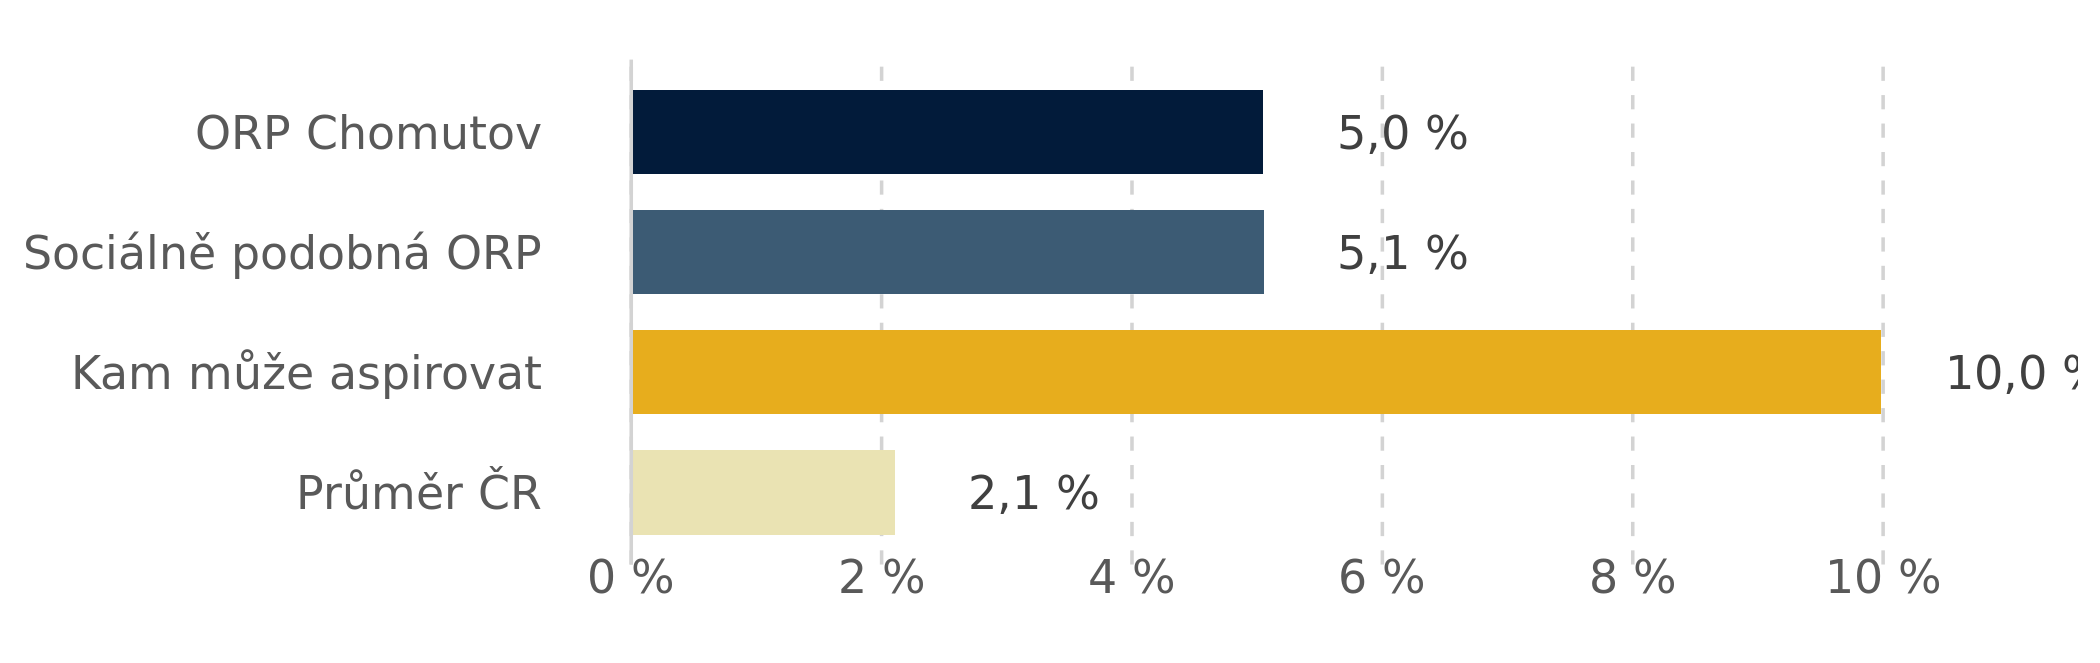 ORP Chomutov 5,0 %
Sociálně podobná ORP 5,1 %
Kam může aspirovat 10,0 %
Průměr ČR 2,1 %
0 % 2 % 4 % 6 % 8 % 10 %